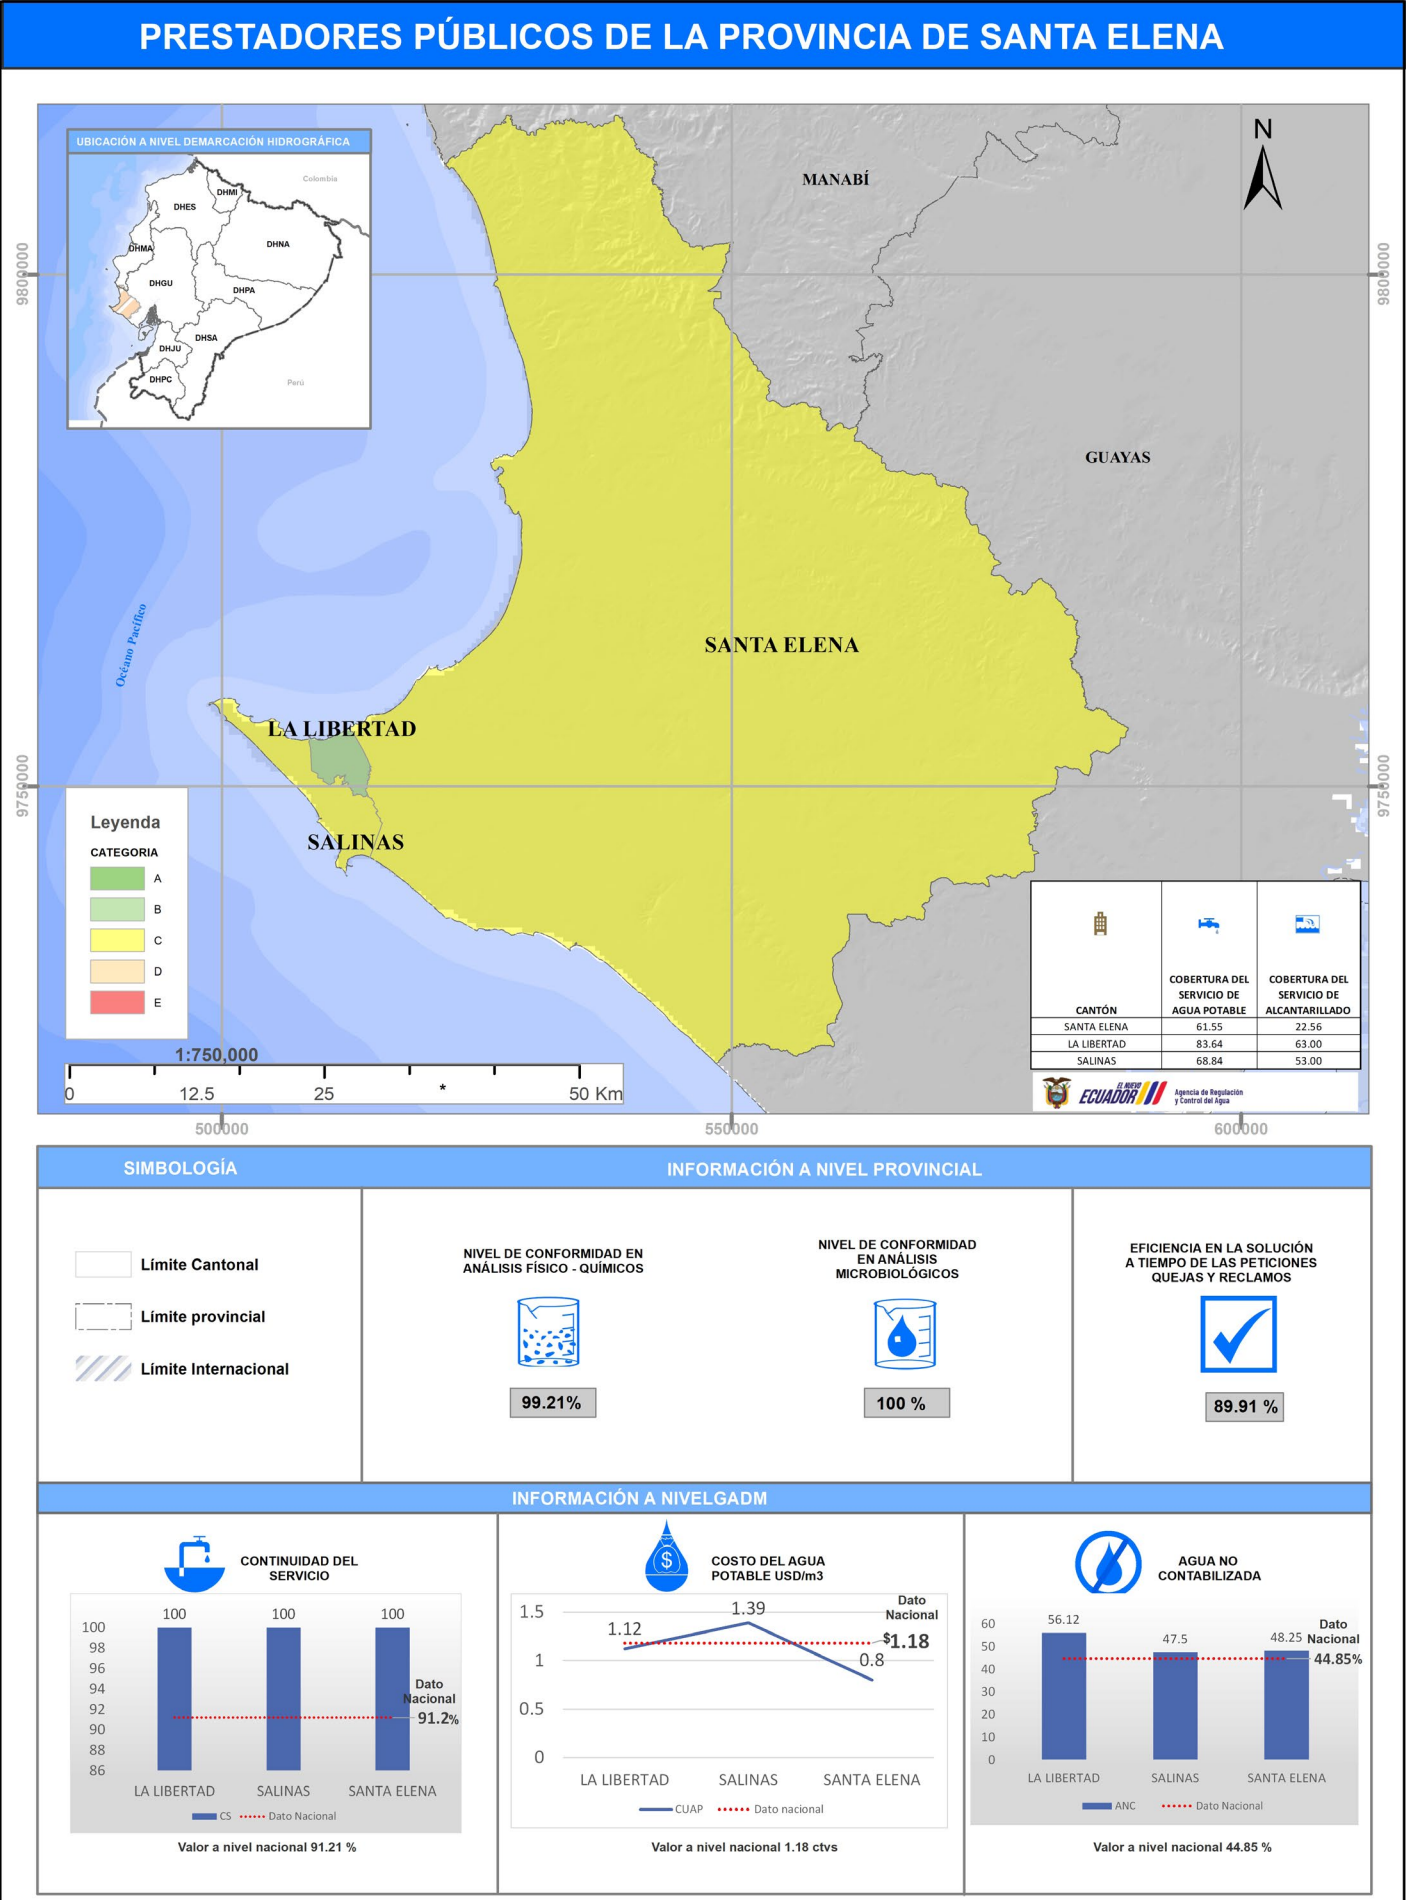 PRESTADORES PÚBLICOS DE LA PROVINCIA DE SANTA ELENA
UBICACIÓN A NIVEL DEMARCACIÓN HIDROGRÁFICA
Colombia
DHMI
DHES
DHNA
DHMA
DHGU
DHPA
DHSA
DHJU
DHPC
Perú
N
MANABÍ
GUAYAS
9800000
9800000
Océano Pacífico
SANTA ELENA
LA LIBERTAD
SALINAS
9750000
9750000
Leyenda
CATEGORIA
A
B
C
D
E
1:750,000
0 12.5 25 50 Km
*
CANTÓN
COBERTURA DEL
SERVICIO DE
AGUA POTABLE
COBERTURA DEL
SERVICIO DE
ALCANTARILLADO
SANTA ELENA 61.55 22.56
LA LIBERTAD 83.64 63.00
SALINAS 68.84 53.00
EL NUEVO
ECUADOR
Agencia de Regulación
y Control del Agua
500000 550000 600000
SIMBOLOGÍA
INFORMACIÓN A NIVEL PROVINCIAL
Límite Cantonal
Límite provincial
Límite Internacional
NIVEL DE CONFORMIDAD EN
ANÁLISIS FÍSICO - QUÍMICOS
99.21%
NIVEL DE CONFORMIDAD
EN ANÁLISIS
MICROBIOLÓGICOS
100 %
EFICIENCIA EN LA SOLUCIÓN
A TIEMPO DE LAS PETICIONES
QUEJAS Y RECLAMOS
89.91 %
INFORMACIÓN A NIVELGADM
CONTINUIDAD DEL
SERVICIO
100 100 100
100
98
96
94
92
90
88
86
Dato
Nacional
91.2%
LA LIBERTAD SALINAS SANTA ELENA
CS Dato Nacional
Valor a nivel nacional 91.21 %
$
COSTO DEL AGUA
POTABLE USD/m3
1.5
1
0.5
0
1.12
1.39
0.8
Dato
Nacional
$1.18
LA LIBERTAD SALINAS SANTA ELENA
CUAP Dato nacional
Valor a nivel nacional 1.18 ctvs
AGUA NO
CONTABILIZADA
60
50
40
30
20
10
0
56.12
47.5
48.25
Dato
Nacional
44.85%
LA LIBERTAD SALINAS SANTA ELENA
ANC Dato Nacional
Valor a nivel nacional 44.85 %